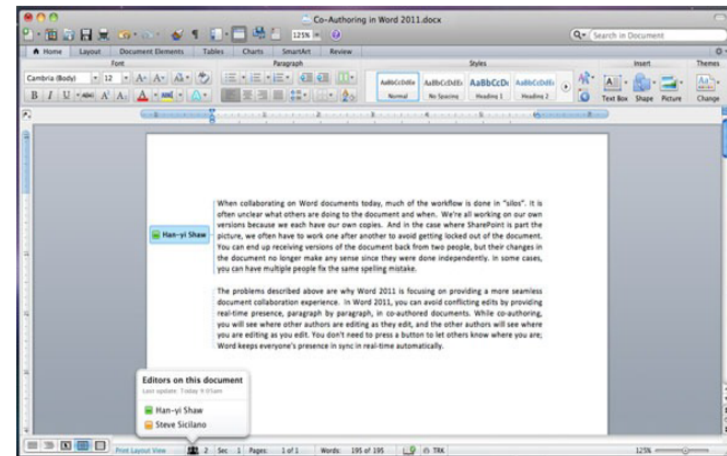 Co-Authoring in Word 2011.docx
125%
Search in Document
Home Layout Document Elements Tables Charts SmartArt Review
Font Paragraph Styles Insert Themes
Cambria (Body) 12
AaBbCcDdEe AaBbCcDdEe AaBbCcDc AaBbCcDdEe
Normal No Spacing Heading 1 Heading 2
B I U ABC
Text Box Shape Picture Change
When collaborating on Word documents today, much of the workflow is done in "silos". It is
often unclear what others are doing to the document and when. We're all working on our own
versions because we each have our own copies. And in the case where SharePoint is part the
Han-yi Shaw
picture, we often have to work one after another to avoid getting locked out of the document.
You can end up receiving versions of the document back from two people, but their changes in
the document no longer make any sense since they were done independently. In some cases,
you can have multiple people fix the same spelling mistake.
The problems described above are why Word 2011 is focusing on providing a more seamless
document collaboration experience. In Word 2011, you can avoid conflicting edits by providing
real-time presence, paragraph by paragraph, in co-authored documents. While co-authoring,
you will see where other authors are editing as they edit, and the other authors will see where
you are editing as you edit. You don't need to press a button to let others know where you are;
Word keeps everyone's presence in sync in real-time automatically.
Editors on this document
Last update: Today 9:05am
Han-yi Shaw
Steve Sicilano
Print Layout View 2 Sec 1 Pages: 1 of 1 Words: 195 of 195 TRK 125%